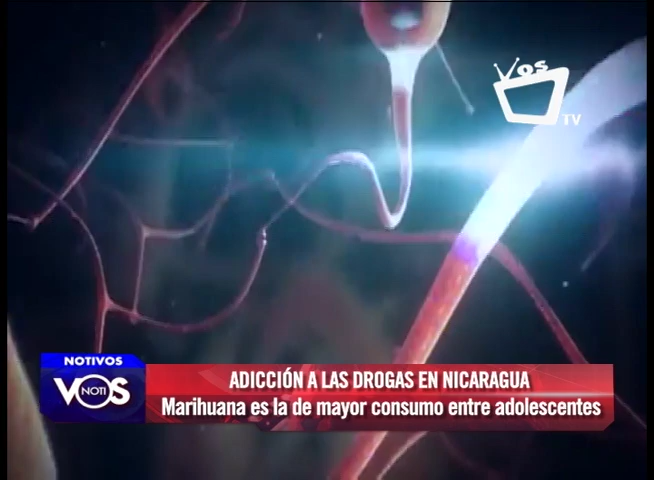 VOS
TV
NOTIVOS
VOS
NOTI
ADICCIÓN A LAS DROGAS EN NICARAGUA
Marihuana es la de mayor consumo entre adolescentes